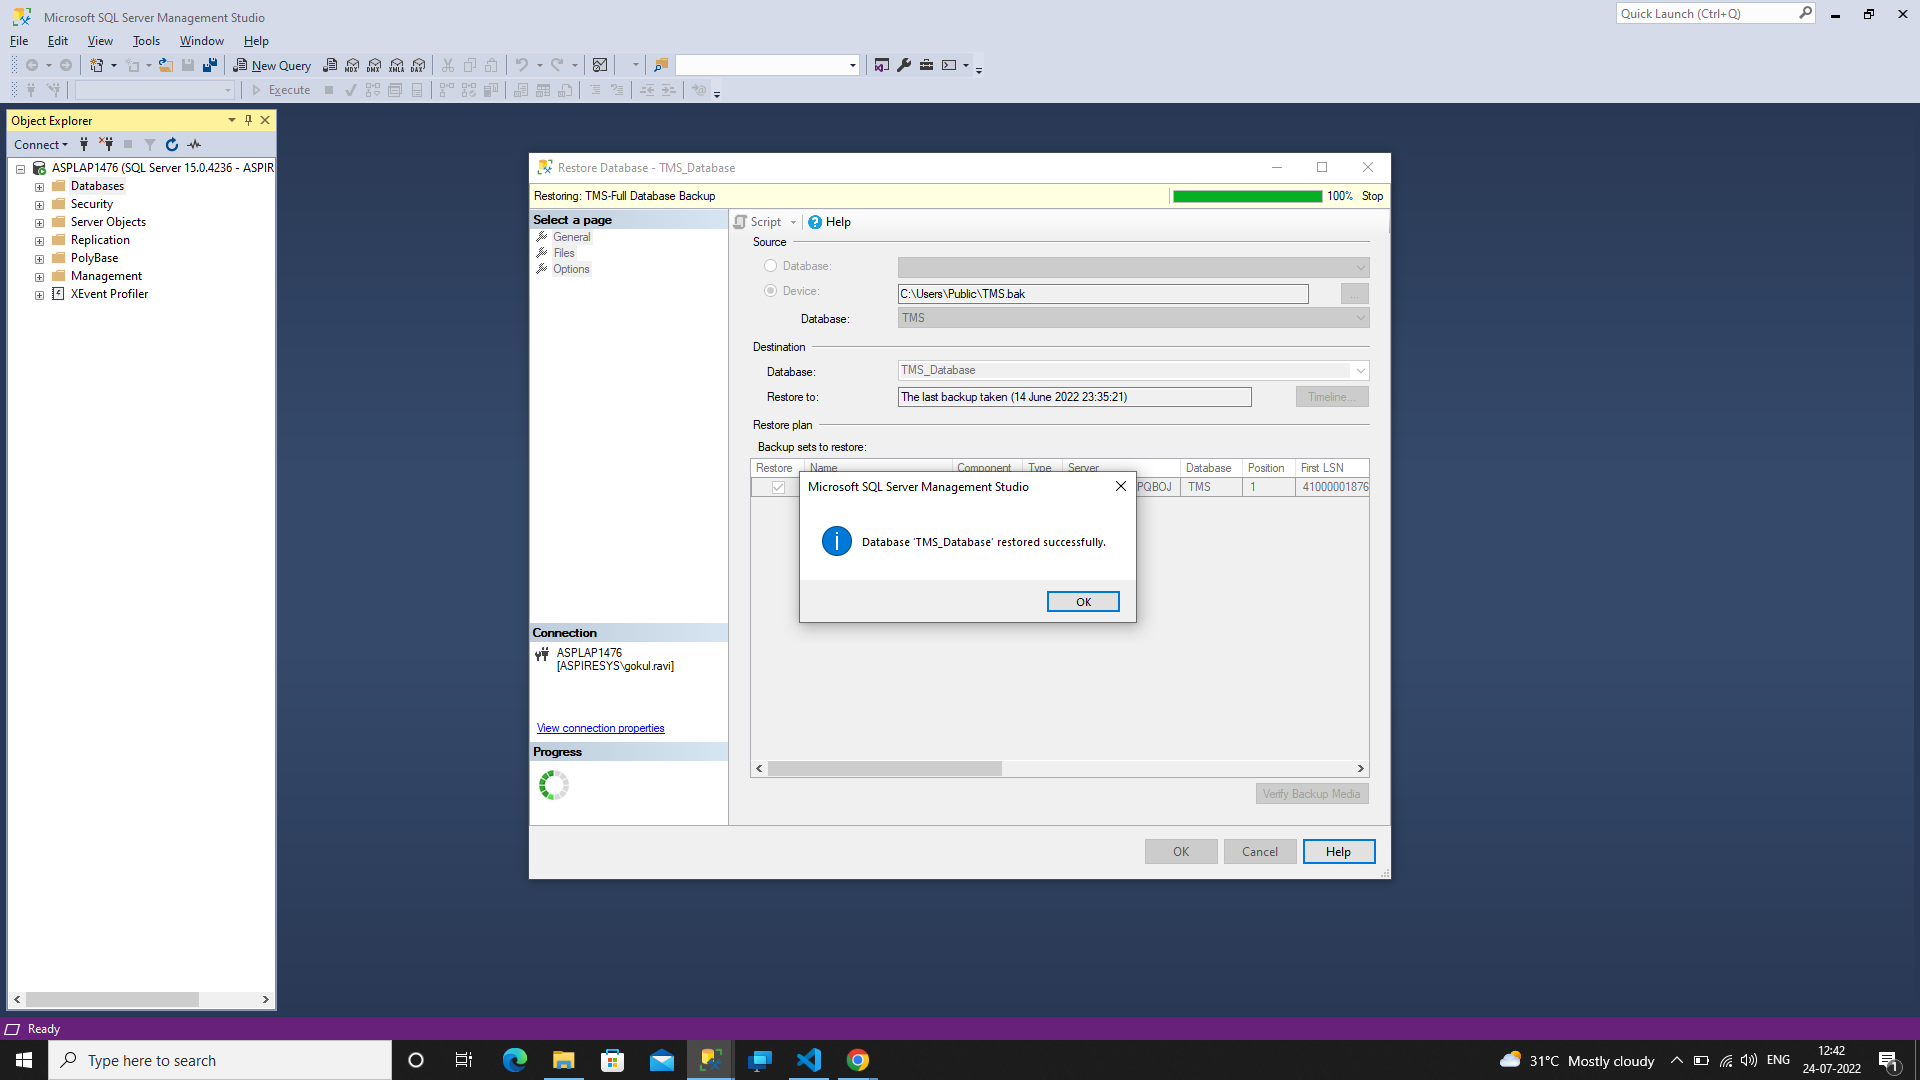 Microsoft SQL Server Management Studio
Quick Launch (Ctrl+Q)
File Edit View Tools Window Help
New Query MDX DMX XMLA DAX
Execute
Object Explorer
Connect
ASPLAP1476 (SQL Server 15.0.4236 - ASPIR
Databases
Security
Server Objects
Replication
PolyBase
Management
XEvent Profiler
Restore Database - TMS_Database
Restoring: TMS-Full Database Backup
100% Stop
Select a page
General
Files
Options
Script Help
Source
Database:
Device: C:\Users\Public\TMS.bak ...
Database: TMS
Destination
Database: TMS_Database
Restore to: The last backup taken (14 June 2022 23:35:21) Timeline...
Restore plan
Backup sets to restore:
Restore Name Component Type Server Database Position First LSN
PQBOJ TMS 1 41000001876
Microsoft SQL Server Management Studio
Database 'TMS_Database' restored successfully.
OK
Connection
ASPLAP1476
[ASPIRESYS\gokul.ravi]
View connection properties
Progress
Verify Backup Media
OK Cancel Help
Ready
Type here to search
31°C Mostly cloudy
ENG
12:42
24-07-2022
1